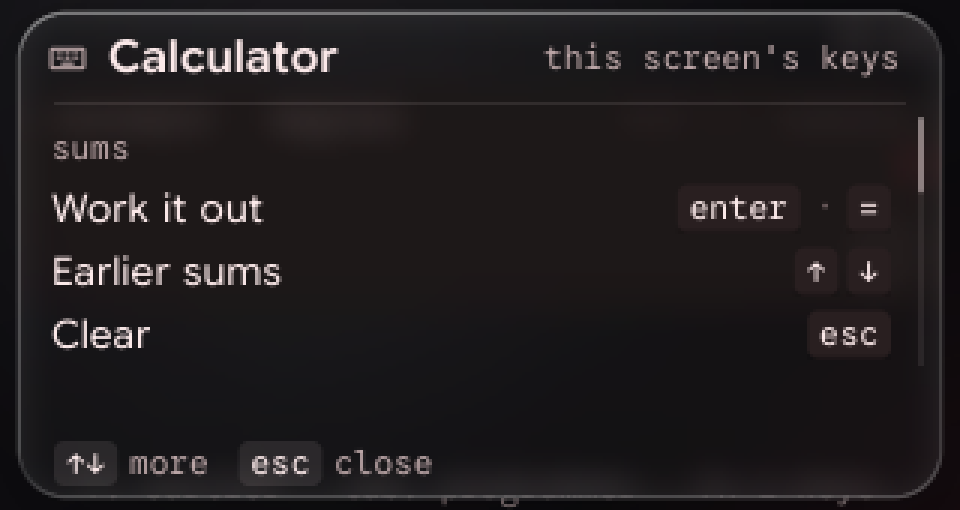 Calculator this screen's keys
sums
Work it out enter · =
Earlier sums ↑ ↓
Clear esc
↑↓ more esc close